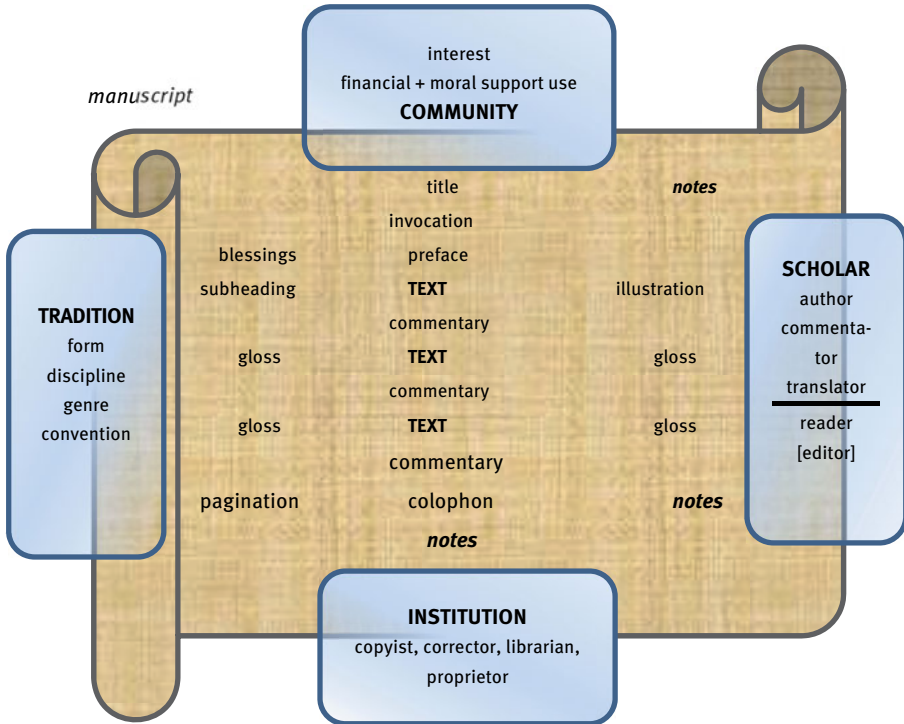 interest
financial + moral support use
COMMUNITY
manuscript
title notes
invocation
blessings preface
subheading TEXT illustration
commentary
gloss TEXT gloss
commentary
gloss TEXT gloss
commentary
pagination colophon notes
notes
TRADITION
form
discipline
genre
convention
SCHOLAR
author
commenta-
tor
translator
reader
[editor]
INSTITUTION
copyist, corrector, librarian,
proprietor